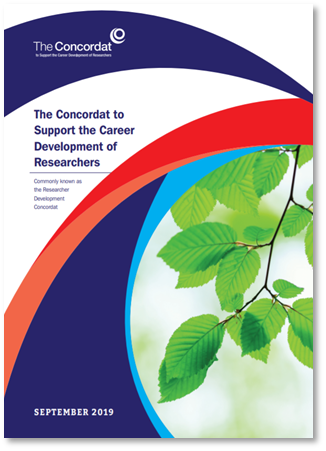 The Concordat
to Support the Career Development of Researchers
The Concordat to
Support the Career
Development of
Researchers
Commonly known as
the Researcher
Development
Concordat
SEPTEMBER 2019